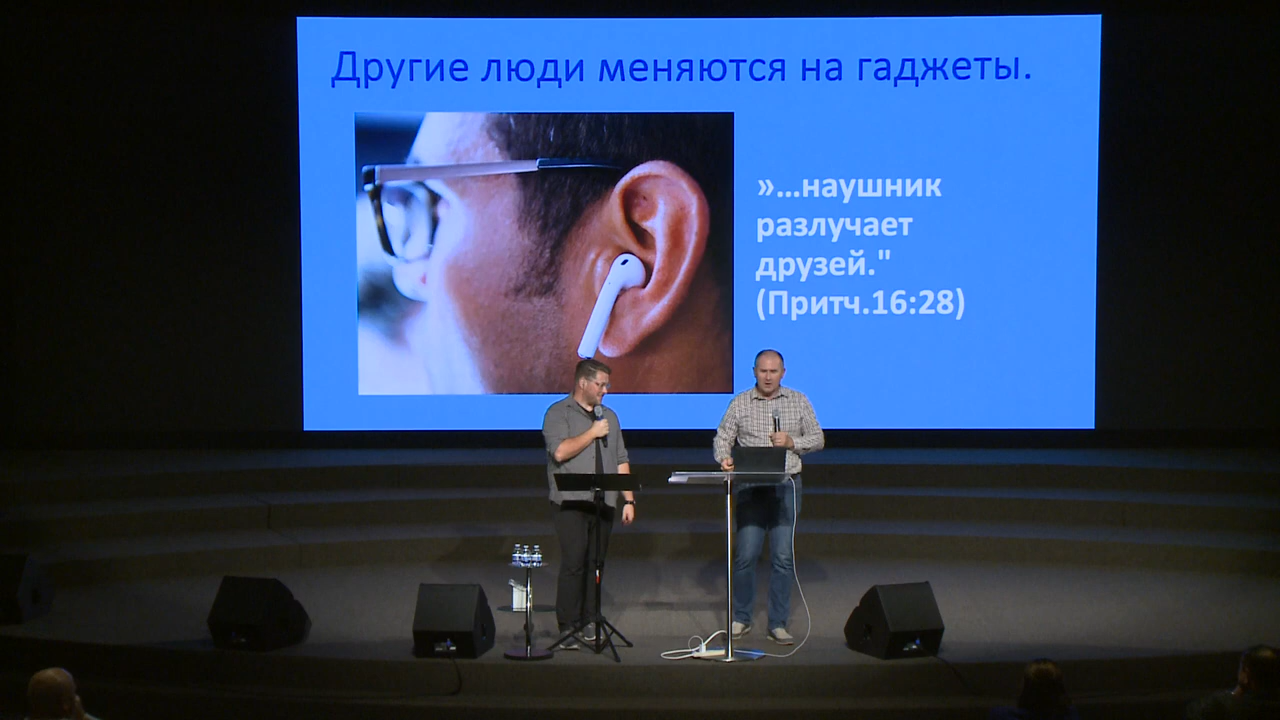 Другие люди меняются на гаджеты.
»...наушник
разлучает
друзей."
(Притч.16:28)